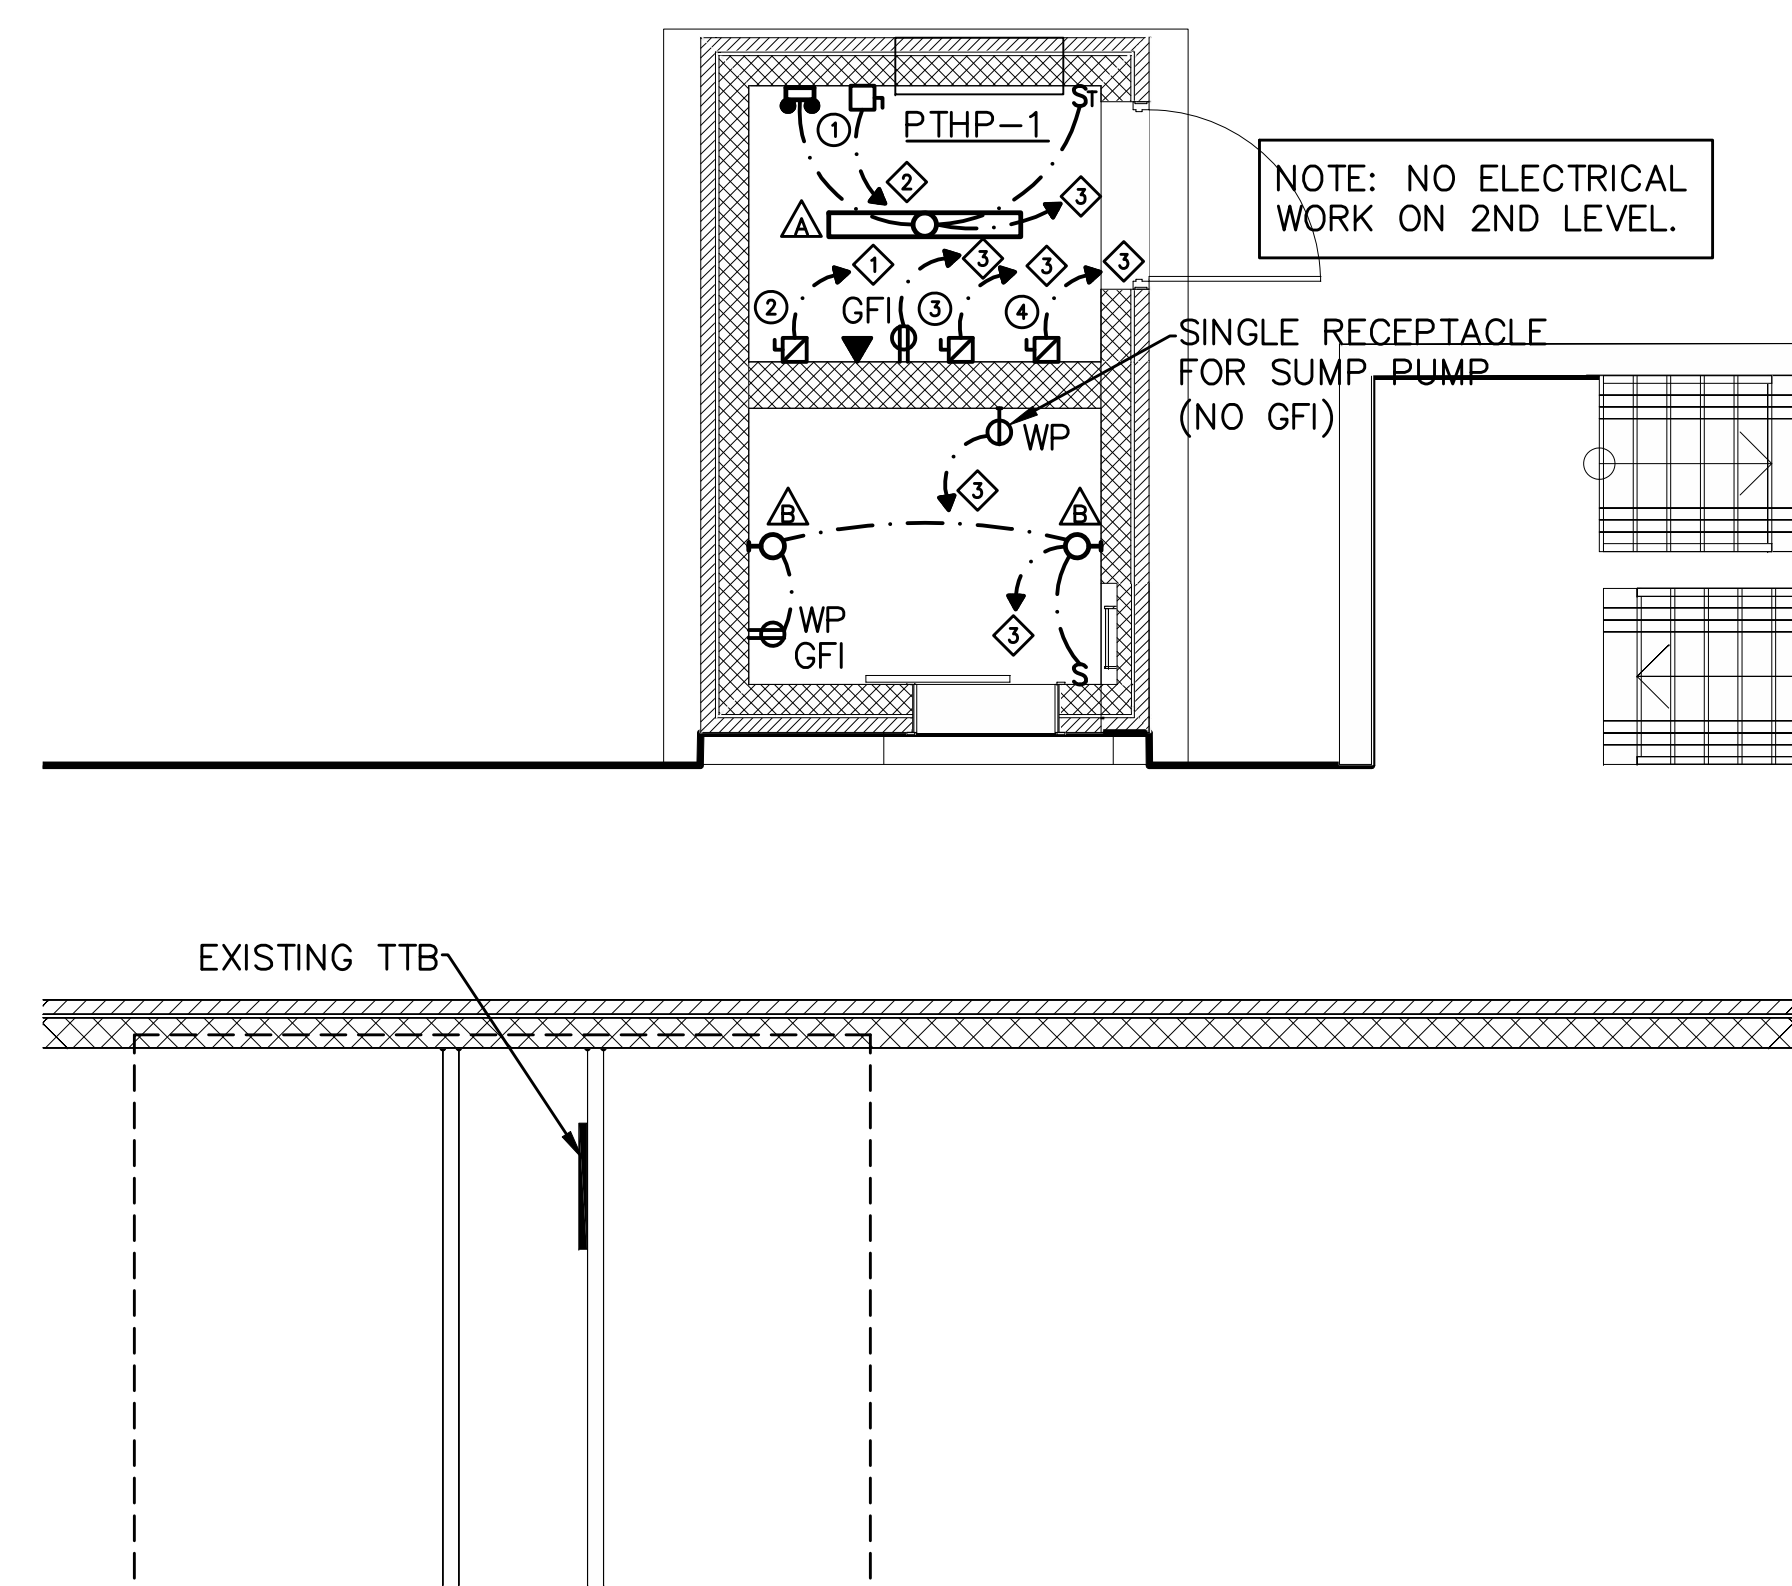 ST
1
PTHP-1
2
3
A
NOTE: NO ELECTRICAL
WORK ON 2ND LEVEL.
1
3
3
3
2
GFI
3
4
SINGLE RECEPTACLE
FOR SUMP PUMP
(NO GFI)
WP
3
B
B
WP
GFI
3
S
EXISTING TTB